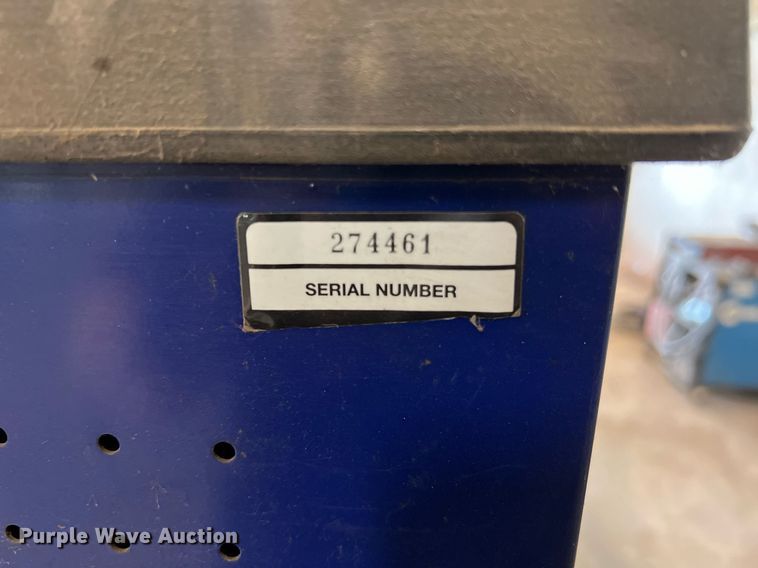 274461
SERIAL NUMBER
Purple Wave Auction